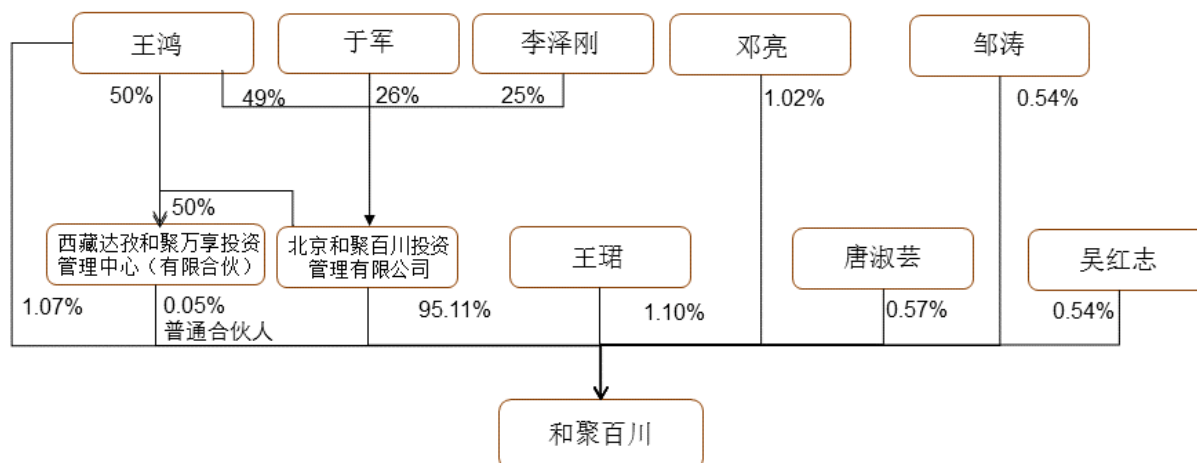 王鸿
于军
李泽刚
邓亮
邹涛
50%
49%
26%
25%
1.02%
0.54%
50%
西藏达孜和聚万享投资
管理中心（有限合伙）
北京和聚百川投资
管理有限公司
王珺
唐淑芸
吴红志
1.07%
0.05%
普通合伙人
95.11%
1.10%
0.57%
0.54%
和聚百川